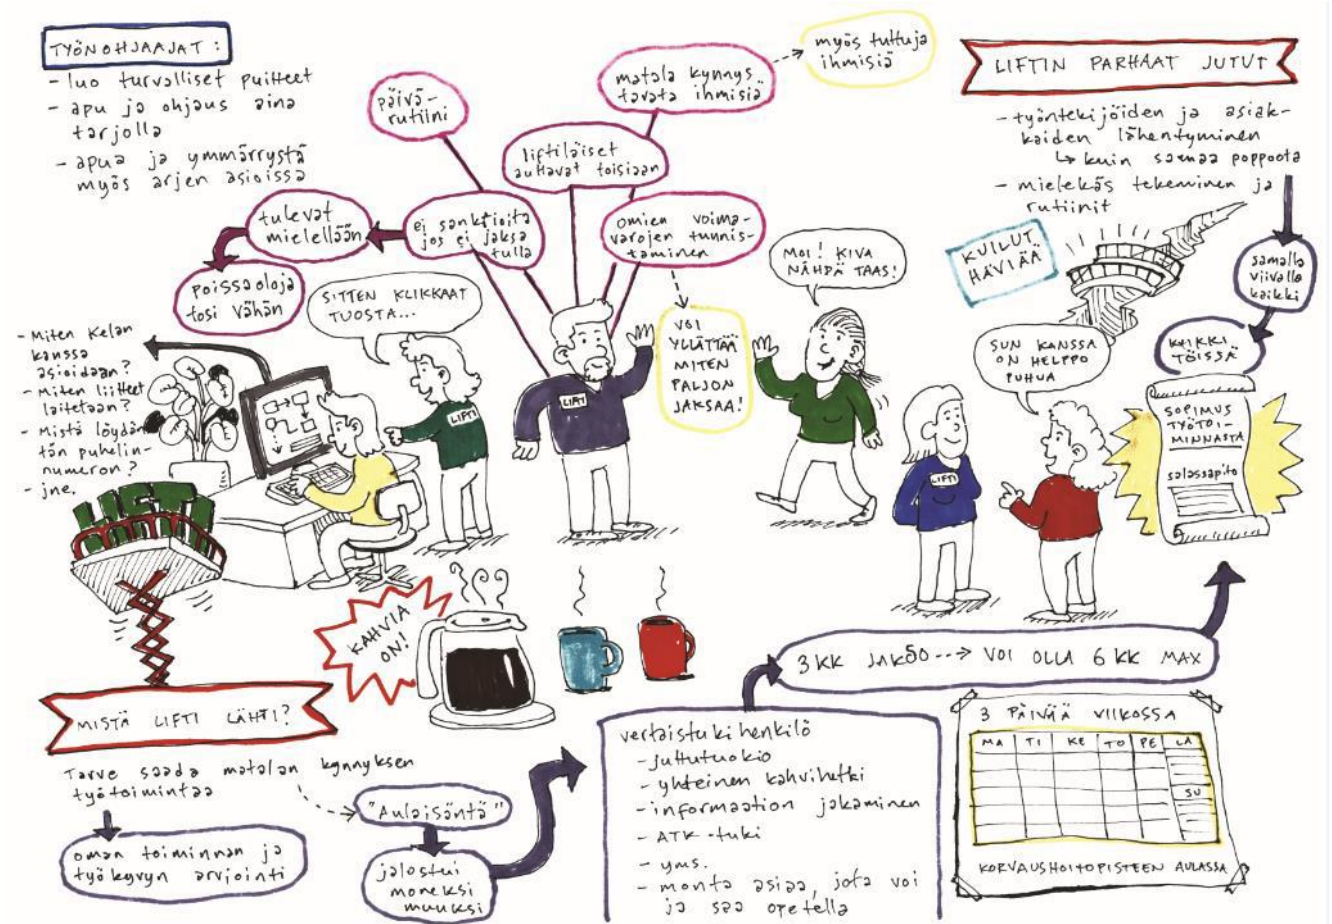 TYÖNOHJAAJAT:
- luo turvalliset puitteet
- apu ja ohjaus aina
tarjolla
- apua ja ymmärrystä
myös arjen asioissa
päivä-
rutiini
liftiläiset
auttavat toisiaan
matala kynnys
tavata ihmisiä
myös tuttuja
ihmisiä
ei sanktioita
jos ei jaksa
tulla
tulevat
mielellään
poissaoloja
tosi vähän
omien voima-
varojen tunnis-
taminen
VOI
YLLÄTTÄÄ
MITEN
PALJON
JAKSAA!
SITTEN KLIKKAAT
TUOSTA...
MOI! KIVA
NÄHPÄ TAAS!
LIFTIN PARHAAT JUTUT
- työntekijöiden ja asiak-
kaiden lähentyminen
↳ kuin samaa poppoota
- mielekäs tekeminen ja
rutiinit
KUILUT
HÄVIÄÄ
samalla
viivalla
kaikki
KAIKKI
TÖISSÄ
SUN KANSSA
ON HELPPO
PUHUA
SOPIMUS
TYÖTOI-
MINNASTA
salassapito
- Miten Kelan
kanssa
asioidaan?
- Miten liitteet
laitetaan?
- Mistä löydän
tän puhelin-
numeron?
- jne.
LIFTI
LIFTI
LIFTI
LIFTI
KAHVIA
ON!
MISTÄ LIFTI LÄHTI?
Tarve saada matalan kynnyksen
työtoimintaa
oman toiminnan ja
työkyvyn arviointi
"Aulaisäntä"
jalostui
moneksi
muuksi
vertaistukihenkilö
- juttutuokio
- yhteinen kahvihetki
- informaation jakaminen
- ATK-tuki
- yms.
- monta asiaa, jota voi
ja saa opetella
3 KK JAKSO ---> VOI OLLA 6 KK MAX
3 PÄIVÄÄ VIIKOSSA
MA TI KE TO PE LA
SU
KORVAUSHOITOPISTEEN AULASSA